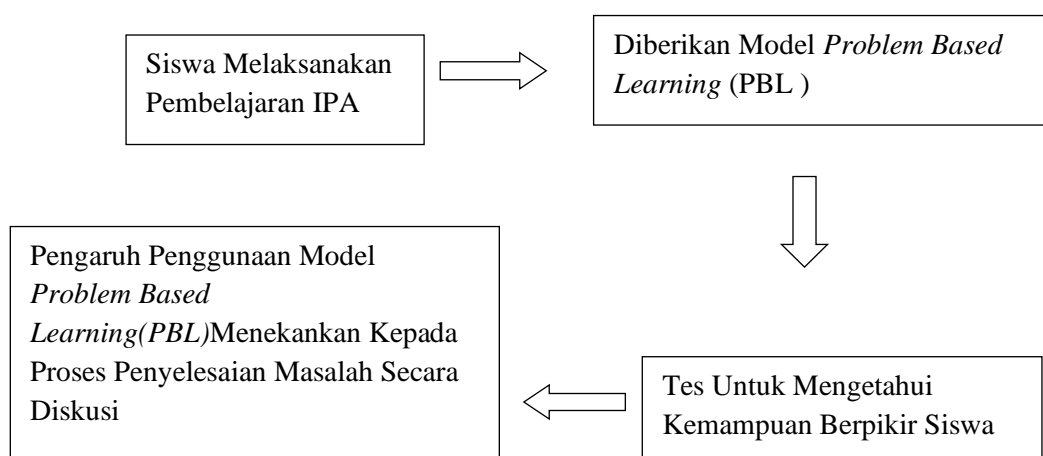 Siswa Melaksanakan
Pembelajaran IPA
Diberikan Model Problem Based
Learning (PBL )
Pengaruh Penggunaan Model
Problem Based
Learning(PBL)Menekankan Kepada
Proses Penyelesaian Masalah Secara
Diskusi
Tes Untuk Mengetahui
Kemampuan Berpikir Siswa